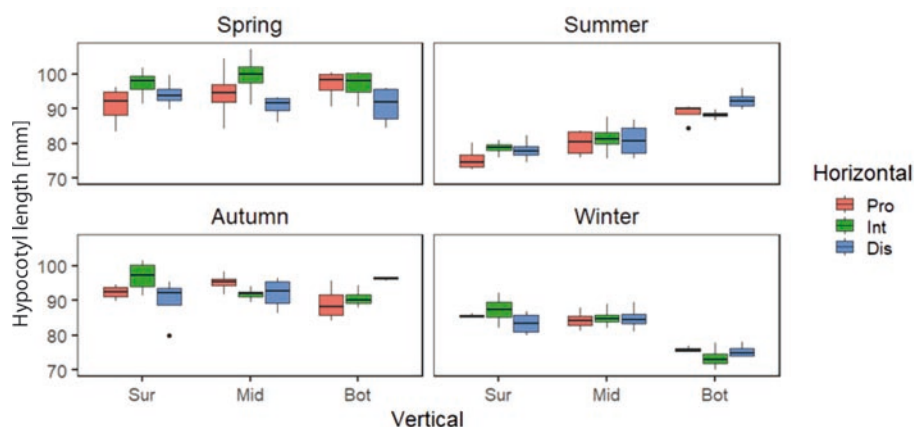 Spring
Summer
100
90
80
70
Hypocotyl length [mm]
Horizontal
Pro
Int
Dis
Autumn
Winter
100
90
80
70
Sur
Mid
Bot
Sur
Mid
Bot
Vertical